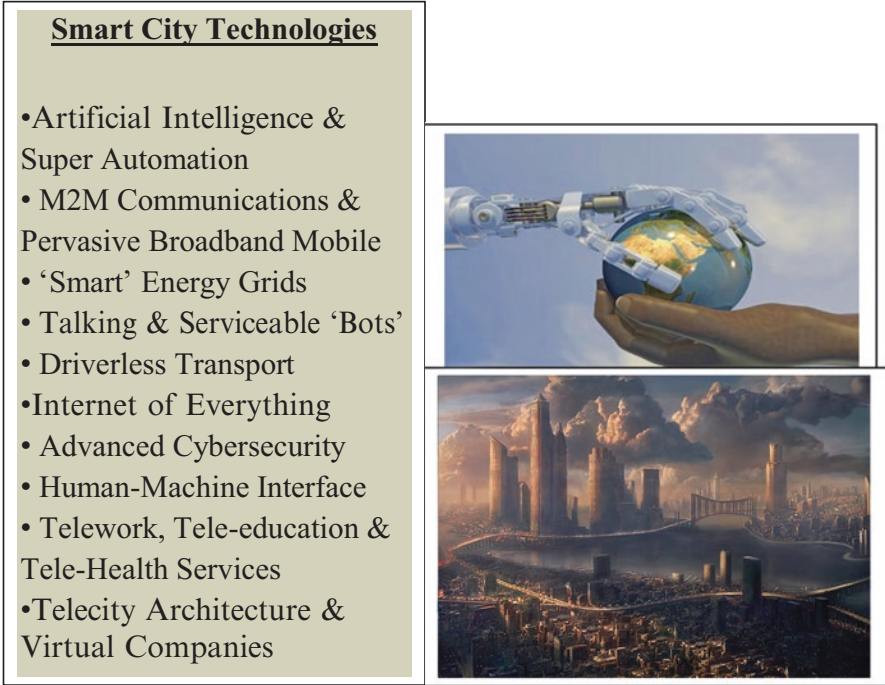 Smart City Technologies
•Artificial Intelligence &
Super Automation
• M2M Communications &
Pervasive Broadband Mobile
• ‘Smart’ Energy Grids
• Talking & Serviceable ‘Bots’
• Driverless Transport
•Internet of Everything
• Advanced Cybersecurity
• Human-Machine Interface
• Telework, Tele-education &
Tele-Health Services
•Telecity Architecture &
Virtual Companies